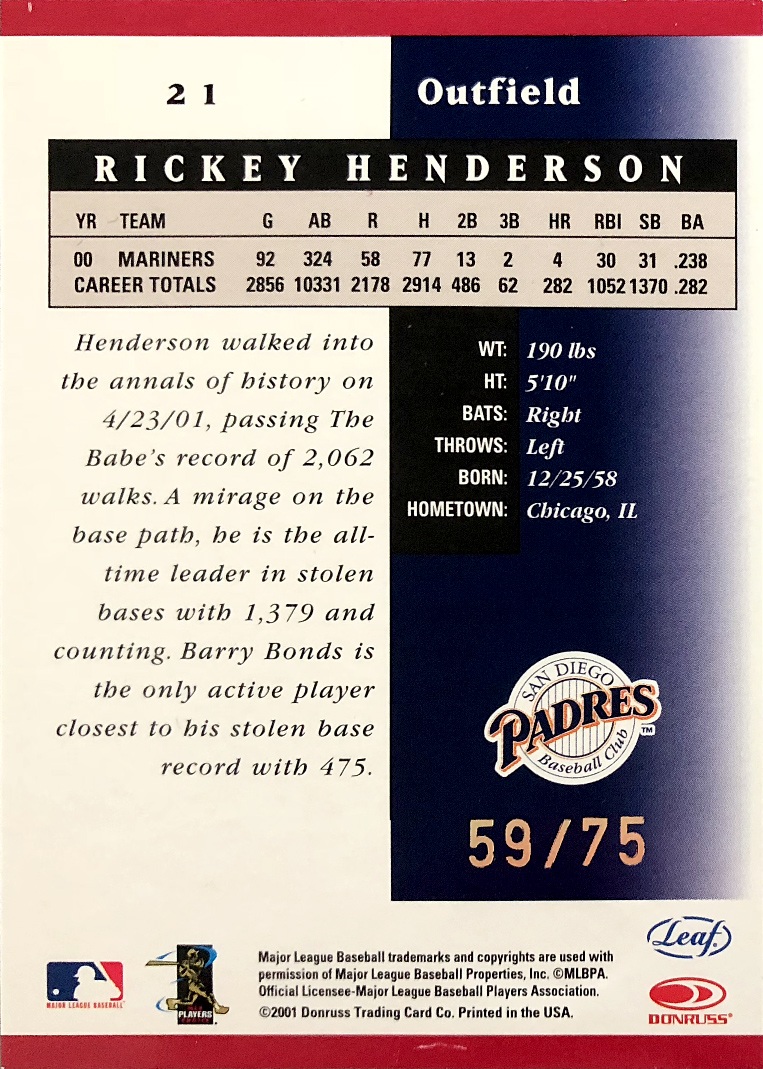 21
Outfield
RICKEY HENDERSON
YR TEAM G AB R H 2B 3B HR RBI SB BA
00 MARINERS 92 324 58 77 13 2 4 30 31 .238
CAREER TOTALS 2856 10331 2178 2914 486 62 282 1052 1370 .282
Henderson walked into
the annals of history on
4/23/01, passing The
Babe's record of 2,062
walks. A mirage on the
base path, he is the all-
time leader in stolen
bases with 1,379 and
counting. Barry Bonds is
the only active player
closest to his stolen base
record with 475.
WT: 190 lbs
HT: 5'10"
BATS: Right
THROWS: Left
BORN: 12/25/58
HOMETOWN: Chicago, IL
SAN DIEGO
PADRES
TM
Baseball Club
59/75
Leaf
Major League Baseball trademarks and copyrights are used with
permission of Major League Baseball Properties, Inc. ©MLBPA.
Official Licensee-Major League Baseball Players Association.
©2001 Donruss Trading Card Co. Printed in the USA.
MAJOR LEAGUE BASEBALL
PLAYERS
DONRUSS